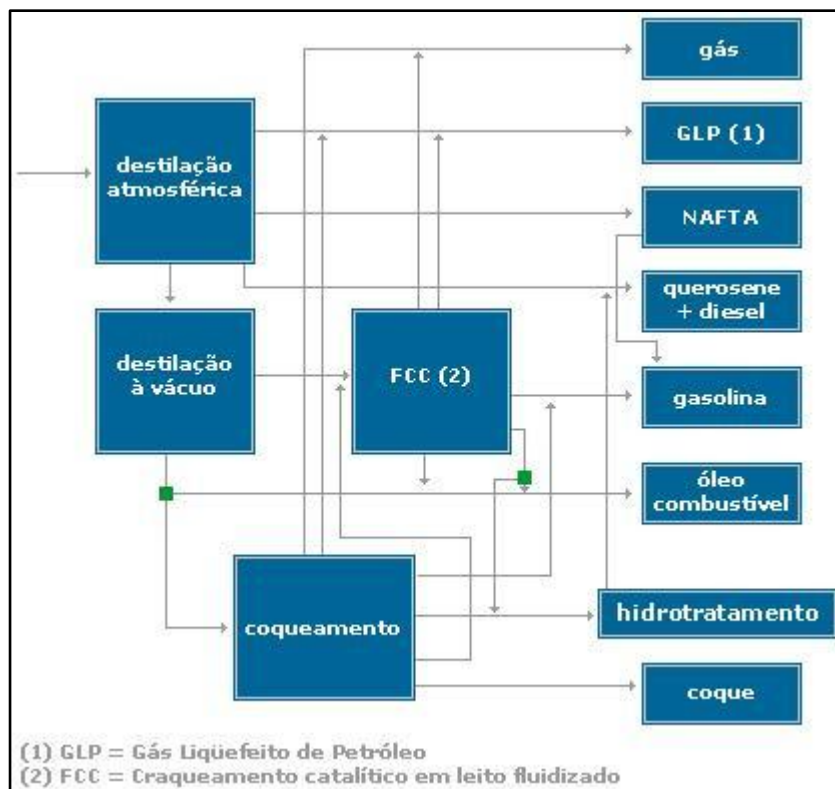 gás
destilação
atmosférica
GLP (1)
NAFTA
querosene
+ diesel
destilação
à vácuo
FCC (2)
gasolina
óleo
combustível
coqueamento
hidrotratamento
coque
(1) GLP = Gás Liqüefeito de Petróleo
(2) FCC = Craqueamento catalítico em leito fluidizado